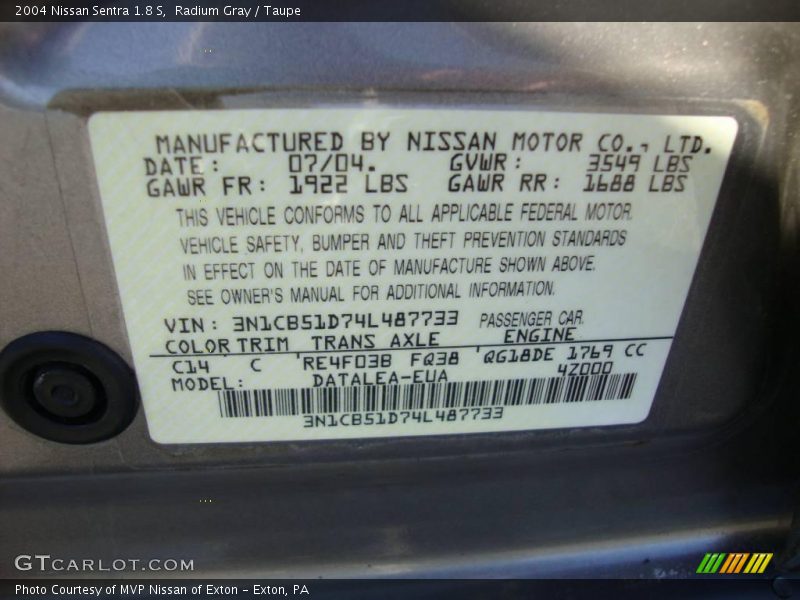 2004 Nissan Sentra 1.8 S,  Radium Gray / Taupe
MANUFACTURED BY NISSAN MOTOR CO., LTD.
DATE: 07/04. GVWR: 3549 LBS
GAWR FR: 1922 LBS GAWR RR: 1688 LBS
THIS VEHICLE CONFORMS TO ALL APPLICABLE FEDERAL MOTOR
VEHICLE SAFETY, BUMPER AND THEFT PREVENTION STANDARDS
IN EFFECT ON THE DATE OF MANUFACTURE SHOWN ABOVE.
SEE OWNER'S MANUAL FOR ADDITIONAL INFORMATION.
VIN: 3N1CB51D74L487733 PASSENGER CAR
COLOR TRIM TRANS AXLE ENGINE
C14 C RE4F03B FQ38 QG18DE 1769 CC
MODEL: DATALEA-EUA 4Z000
3N1CB51D74L487733
GTCARLOT.COM
Photo Courtesy of MVP Nissan of Exton - Exton, PA